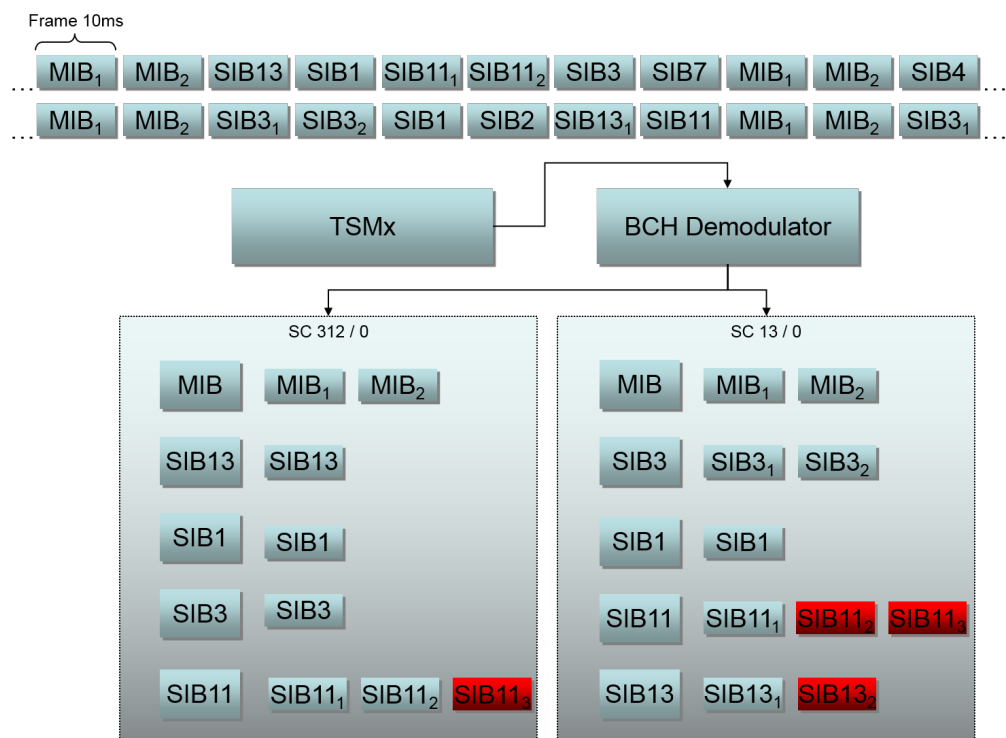 Frame 10ms
... MIB₁ MIB₂ SIB13 SIB1 SIB11₁ SIB11₂ SIB3 SIB7 MIB₁ MIB₂ SIB4 ...
... MIB₁ MIB₂ SIB3₁ SIB3₂ SIB1 SIB2 SIB13₁ SIB11 MIB₁ MIB₂ SIB3₁ ...
TSMx BCH Demodulator
SC 312 / 0
MIB MIB₁ MIB₂
SIB13 SIB13
SIB1 SIB1
SIB3 SIB3
SIB11 SIB11₁ SIB11₂ SIB11₃
SC 13 / 0
MIB MIB₁ MIB₂
SIB3 SIB3₁ SIB3₂
SIB1 SIB1
SIB11 SIB11₁ SIB11₂ SIB11₃
SIB13 SIB13₁ SIB13₂